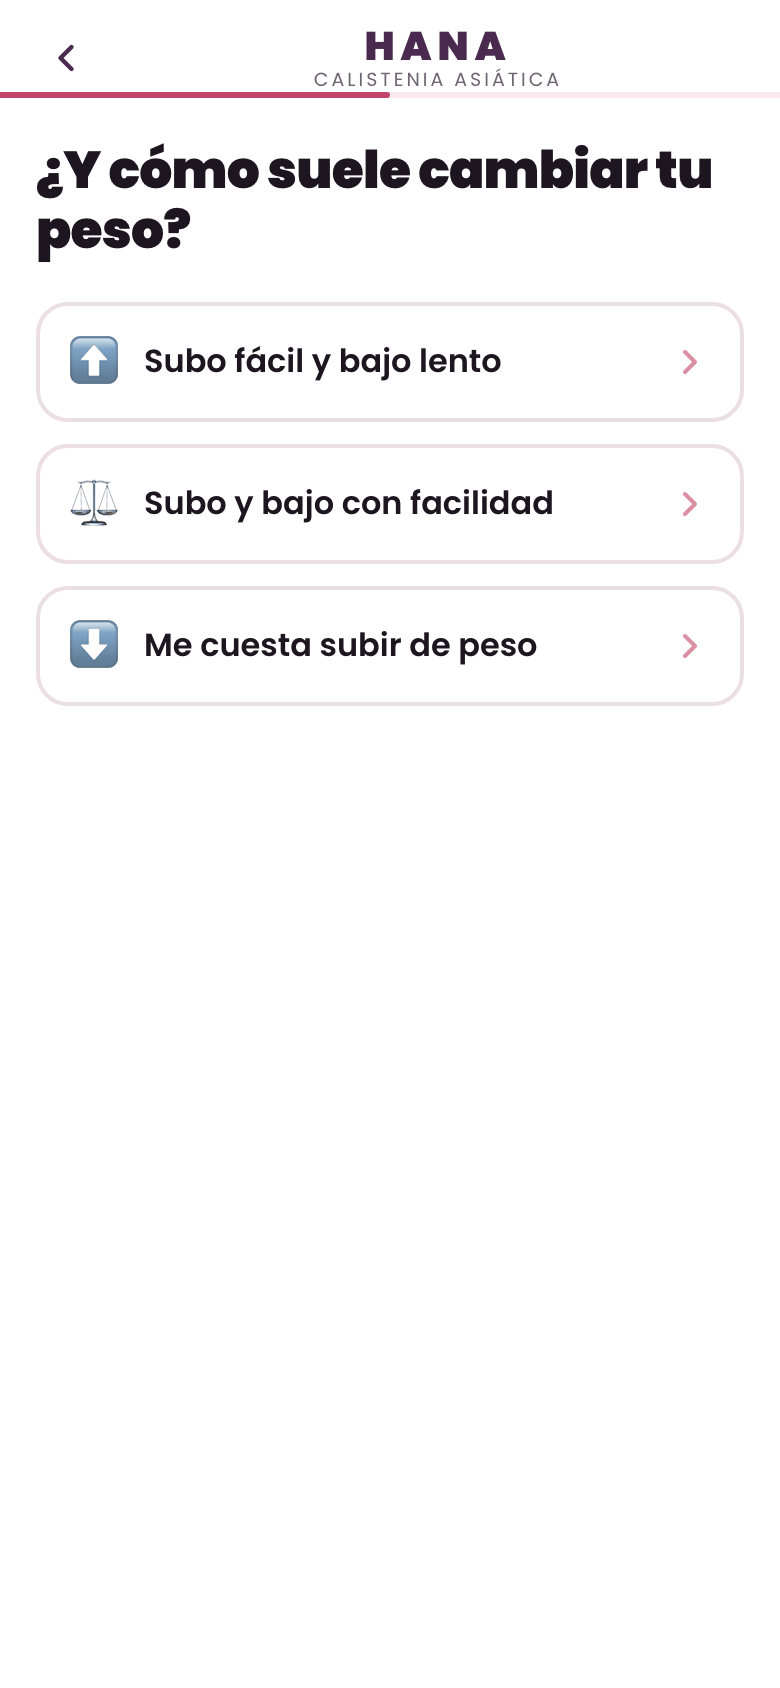 HANA
CALISTENIA ASIÁTICA
¿Y cómo suele cambiar tu
peso?
Subo fácil y bajo lento
Subo y bajo con facilidad
Me cuesta subir de peso